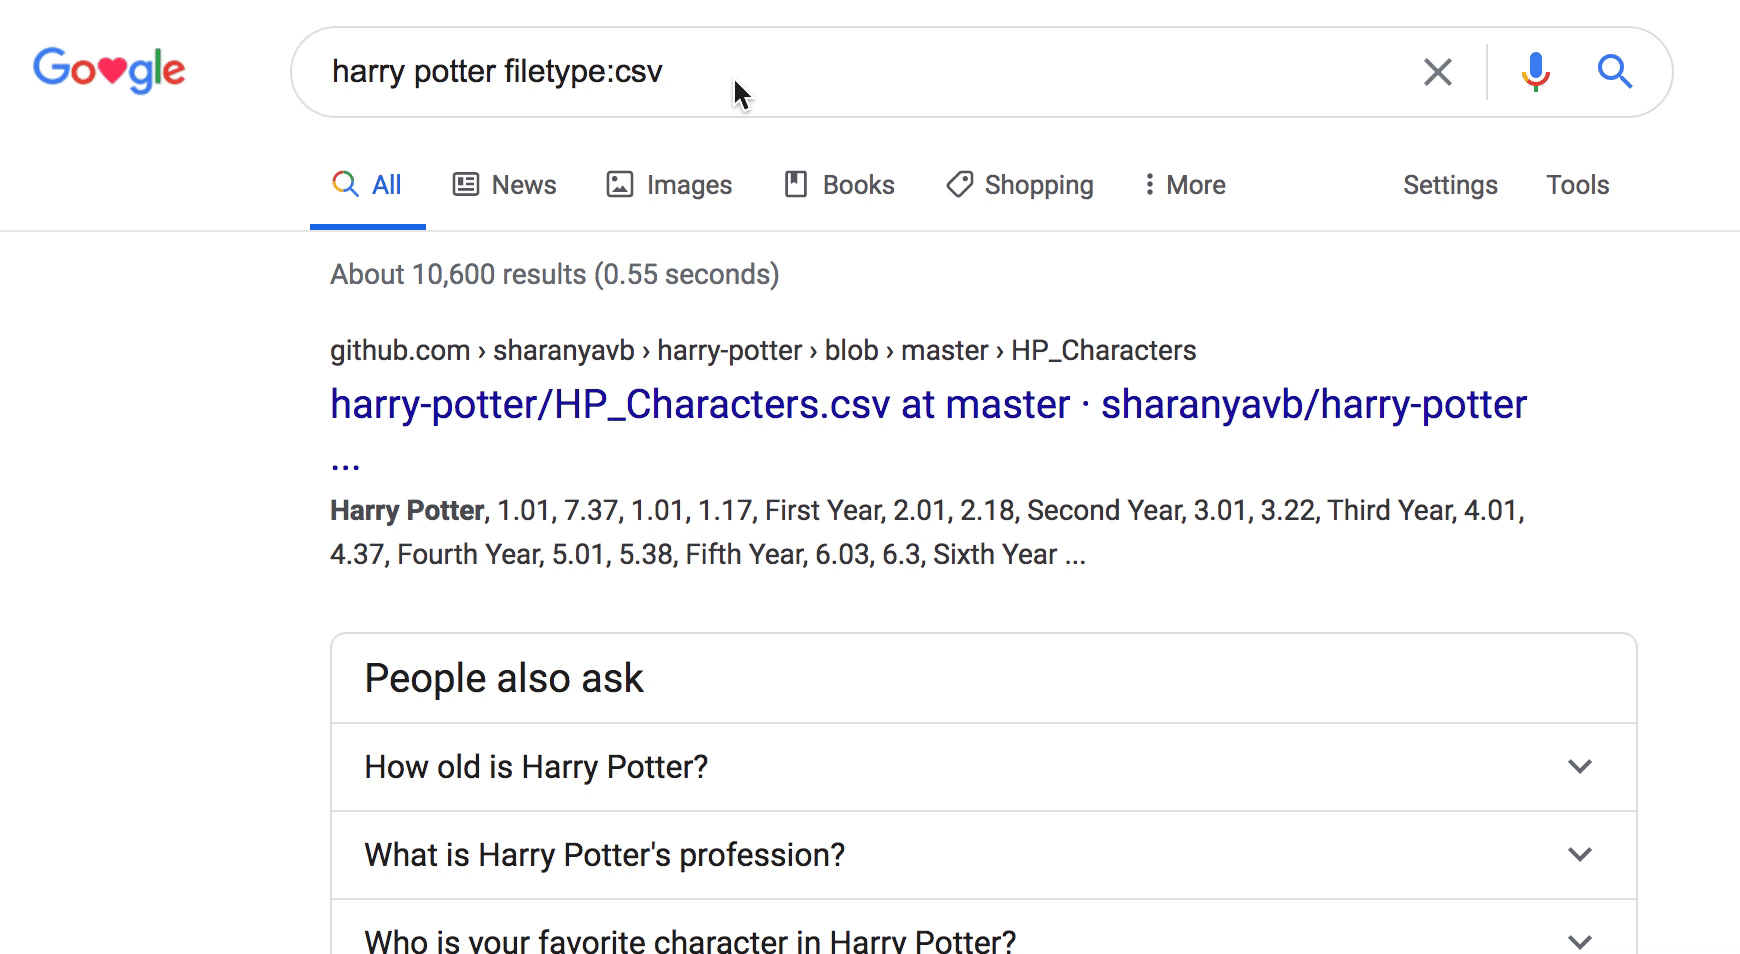 Go♥gle
harry potter filetype:csv
All News Images Books Shopping More Settings Tools
About 10,600 results (0.55 seconds)
github.com › sharanyavb › harry-potter › blob › master › HP_Characters
harry-potter/HP_Characters.csv at master · sharanyavb/harry-potter
...
Harry Potter, 1.01, 7.37, 1.01, 1.17, First Year, 2.01, 2.18, Second Year, 3.01, 3.22, Third Year, 4.01,
4.37, Fourth Year, 5.01, 5.38, Fifth Year, 6.03, 6.3, Sixth Year ...
People also ask
How old is Harry Potter?
What is Harry Potter's profession?
Who is your favorite character in Harry Potter?